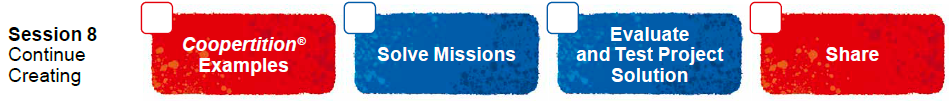 Session 8
Continue
Creating
Coopertition®
Examples
Solve Missions
Evaluate
and Test Project
Solution
Share